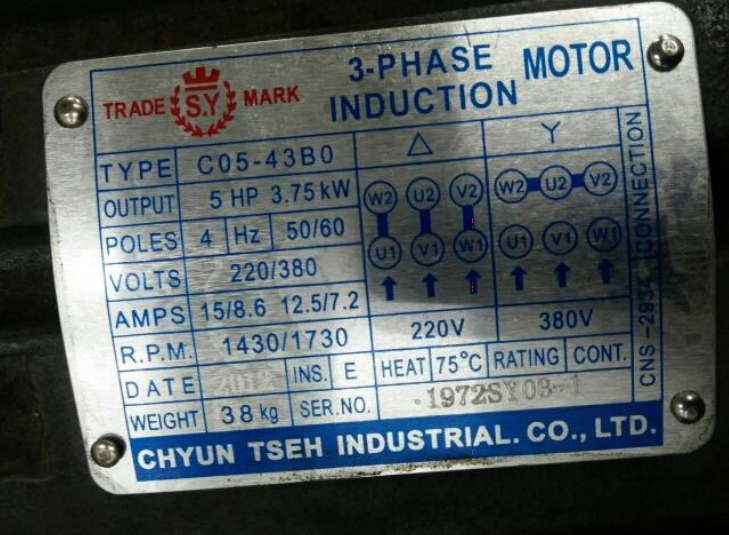 3-PHASE MOTOR
TRADE S.Y MARK INDUCTION
TYPE C05-43B0 △ Y
OUTPUT 5 HP 3.75 kW W2 U2 V2 W2 U2 V2
POLES 4 Hz 50/60 U1 V1 W1 U1 V1 W1
VOLTS 220/380
AMPS 15/8.6 12.5/7.2 220V 380V
R.P.M. 1430/1730 HEAT 75°C RATING CONT.
DATE 2012 INS. E
WEIGHT 38 kg SER.NO. 1972SY03-1
CNS-2934 CONNECTION
CHYUN TSEH INDUSTRIAL. CO., LTD.